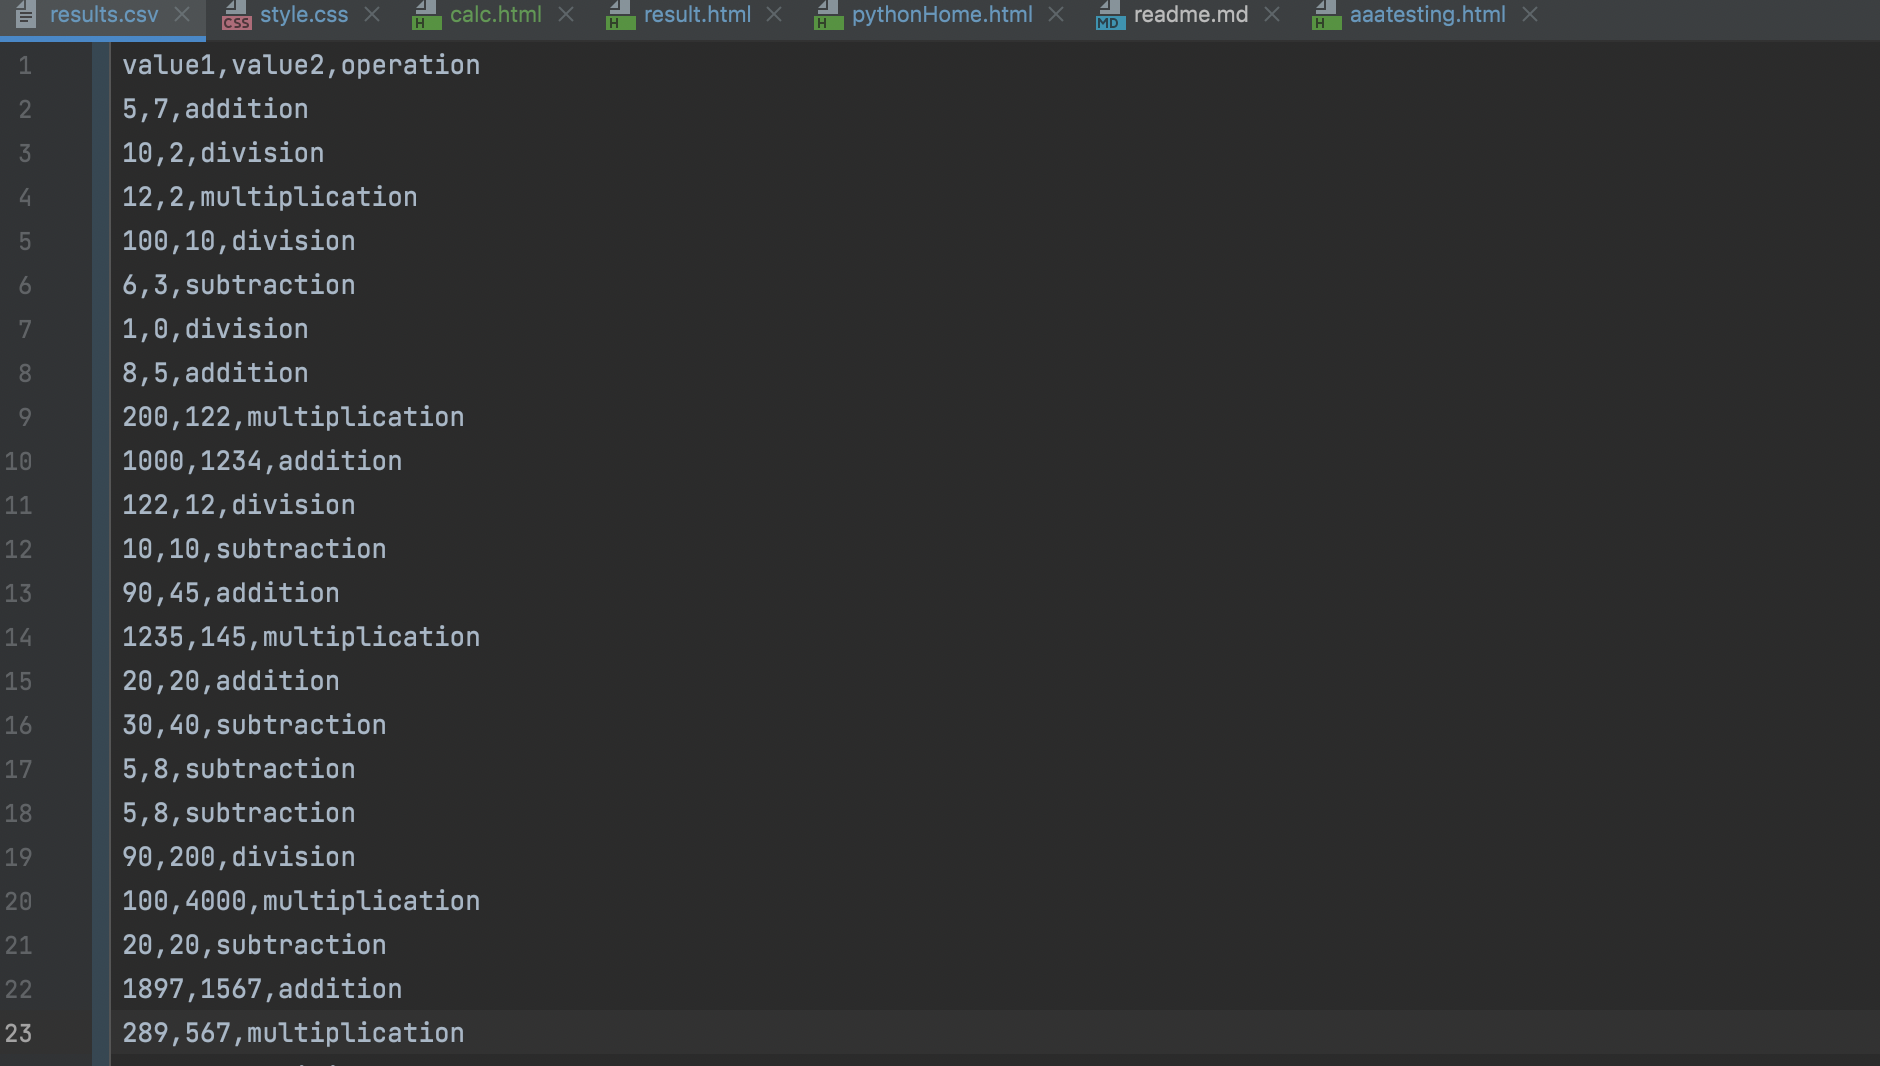 results.csv style.css calc.html result.html pythonHome.html readme.md aaatesting.html
CSS H H H MD H
1 value1,value2,operation
2 5,7,addition
3 10,2,division
4 12,2,multiplication
5 100,10,division
6 6,3,subtraction
7 1,0,division
8 8,5,addition
9 200,122,multiplication
10 1000,1234,addition
11 122,12,division
12 10,10,subtraction
13 90,45,addition
14 1235,145,multiplication
15 20,20,addition
16 30,40,subtraction
17 5,8,subtraction
18 5,8,subtraction
19 90,200,division
20 100,4000,multiplication
21 20,20,subtraction
22 1897,1567,addition
23 289,567,multiplication